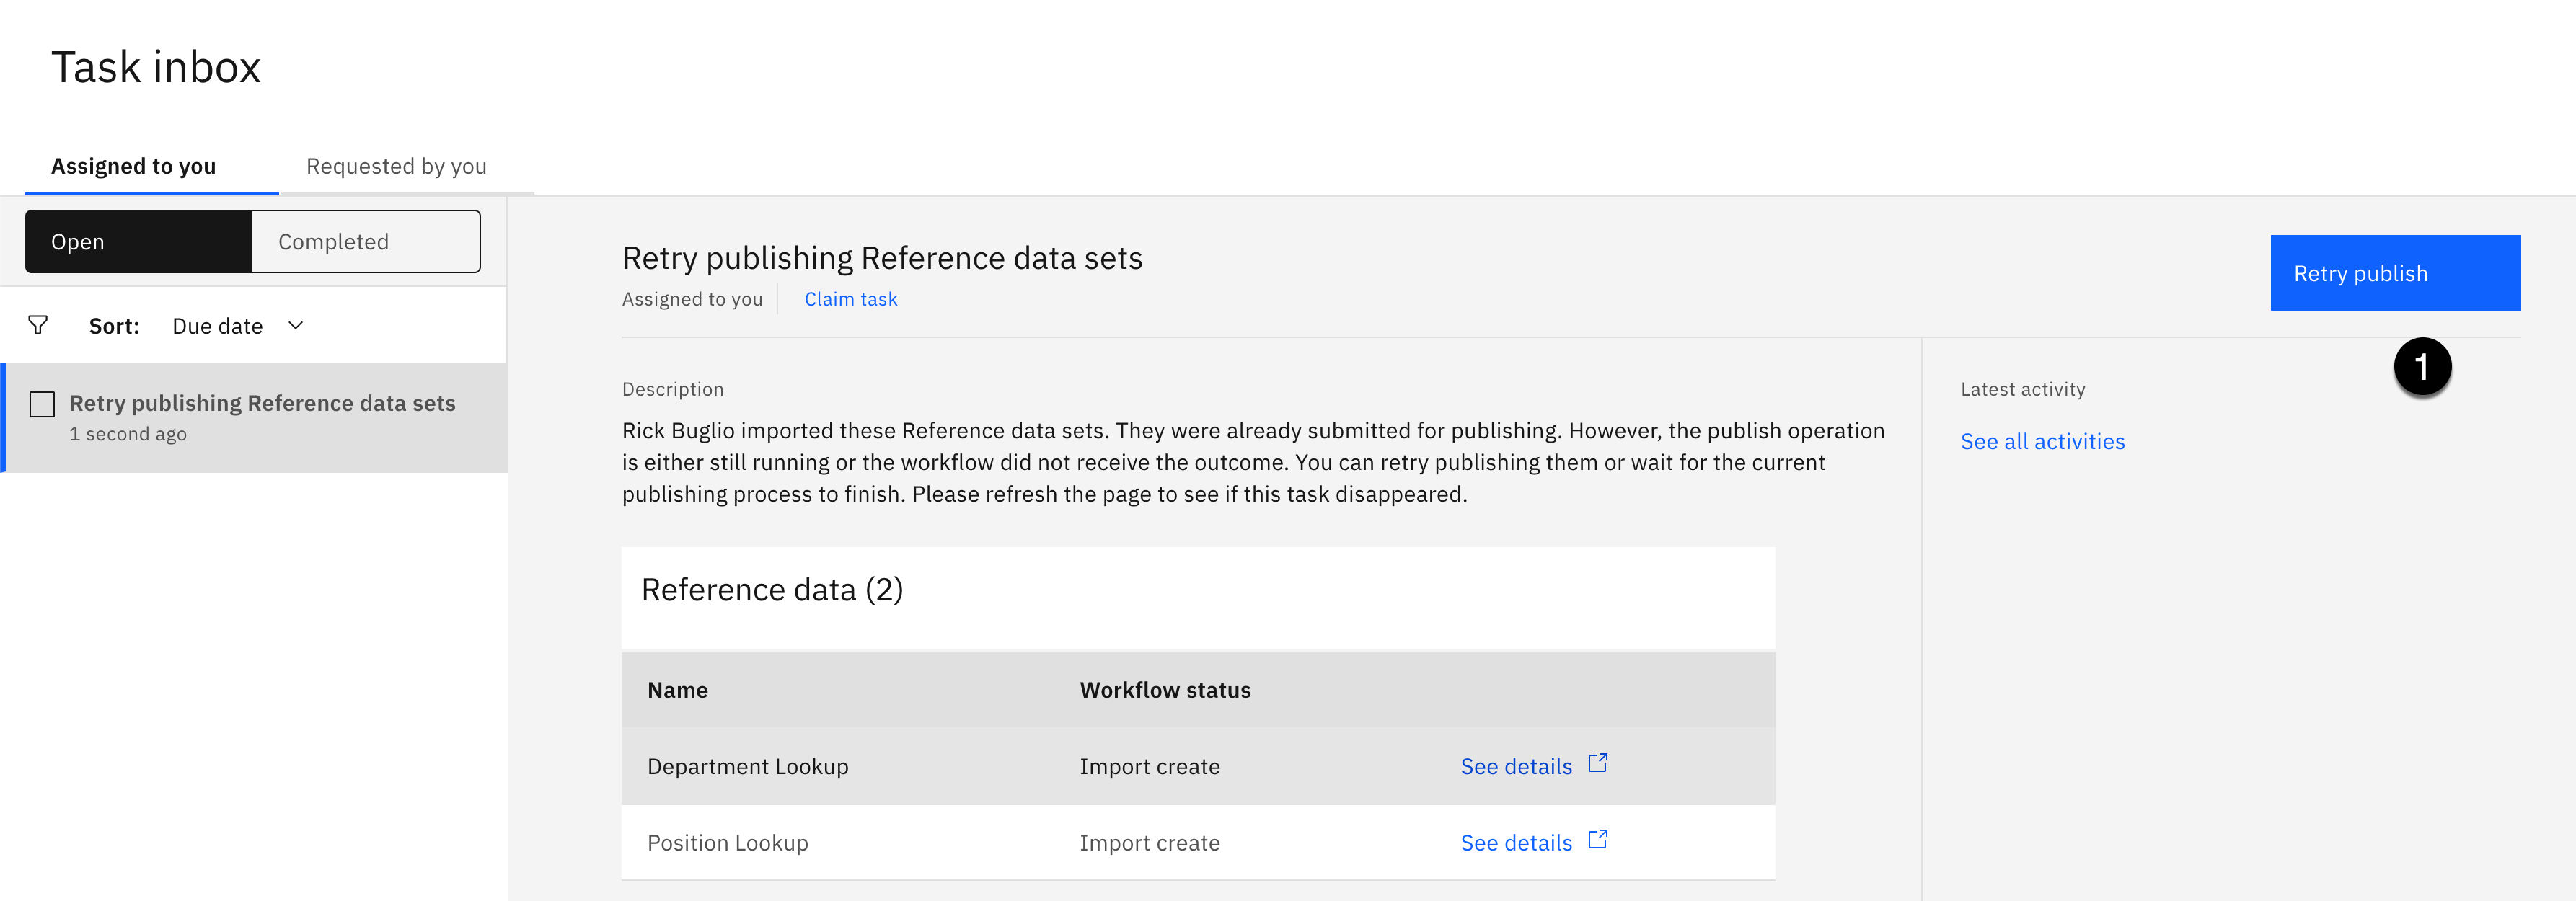 Task inbox
Assigned to you
Requested by you
Open
Completed
Sort: Due date
Retry publishing Reference data sets
1 second ago
Retry publishing Reference data sets
Assigned to you
Claim task
Retry publish
1
Description
Rick Buglio imported these Reference data sets. They were already submitted for publishing. However, the publish operation
is either still running or the workflow did not receive the outcome. You can retry publishing them or wait for the current
publishing process to finish. Please refresh the page to see if this task disappeared.
Latest activity
See all activities
Reference data (2)
Name Workflow status
Department Lookup Import create See details
Position Lookup Import create See details